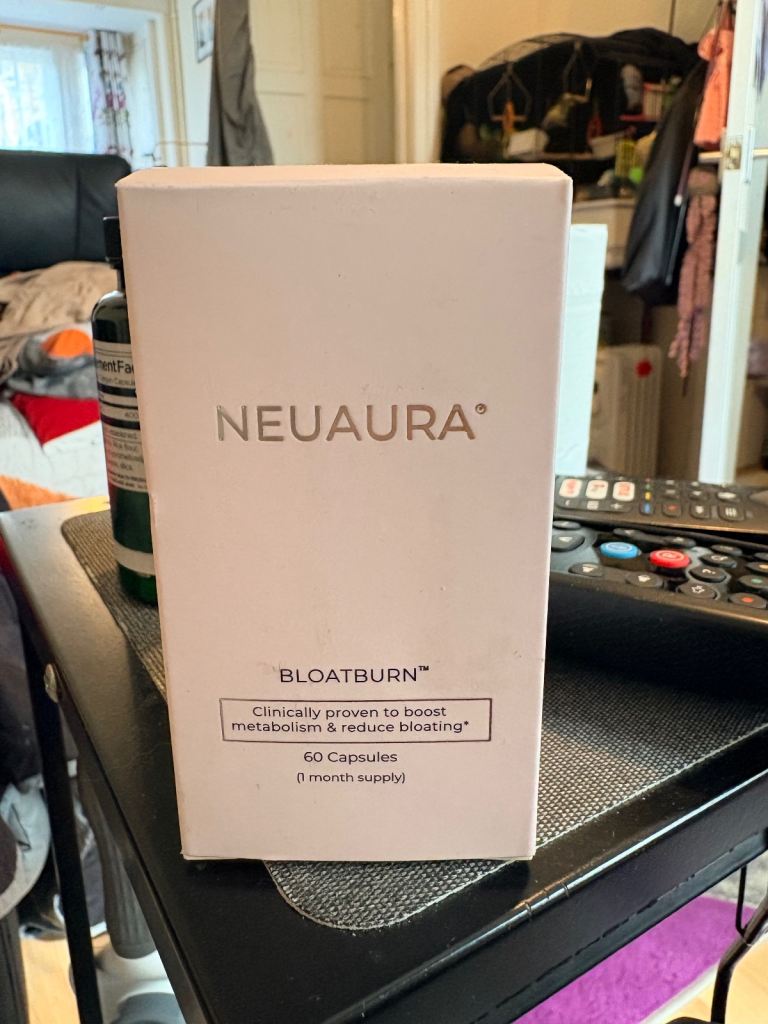 NEUAURA®
BLOATBURN™
Clinically proven to boost
metabolism & reduce bloating*
60 Capsules
(1 month supply)